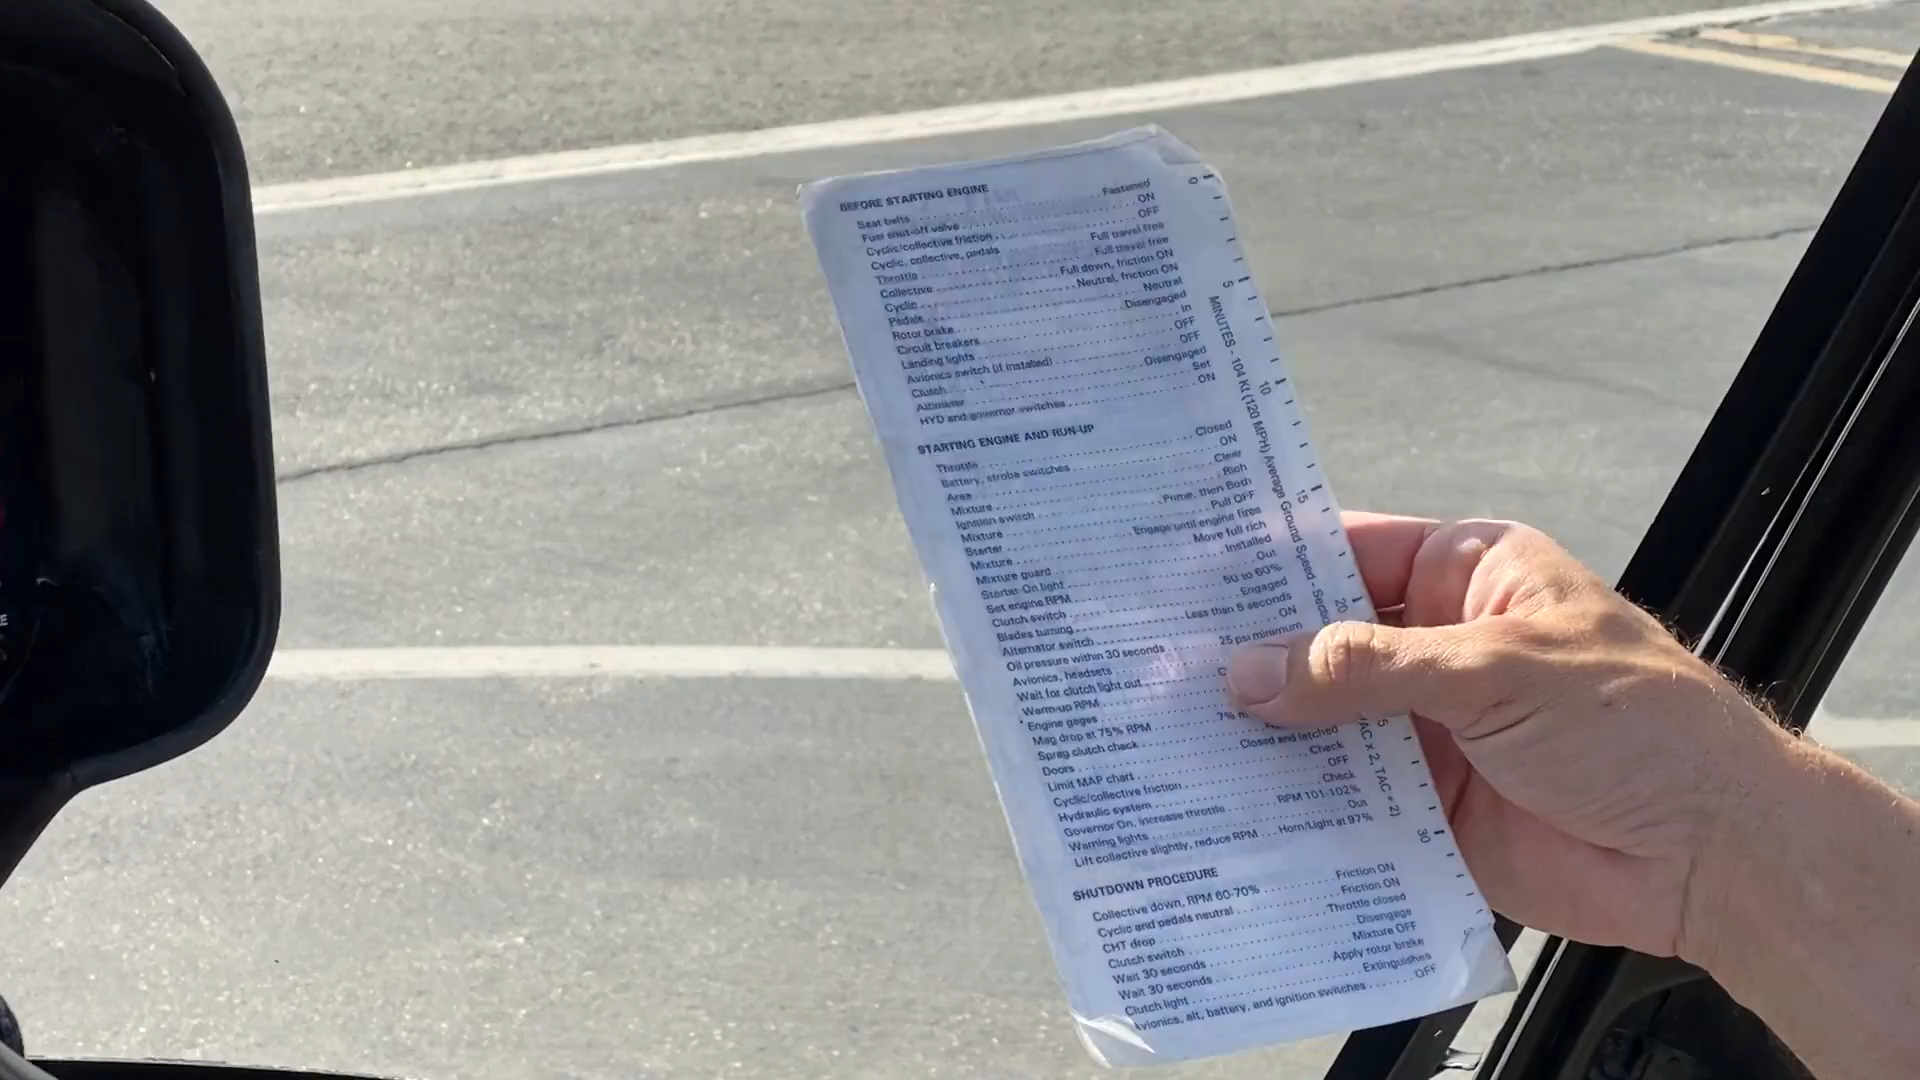 BEFORE STARTING ENGINE
Seat belts . . . . . Fastened
Fuel shut-off valve . . . . . ON
Cyclic/collective friction . . . . . OFF
Cyclic, collective, pedals . . . . . Full travel free
Throttle . . . . . Full travel free
Collective . . . . . Full down, friction ON
Cyclic . . . . . Neutral, friction ON
Pedals . . . . . Neutral
Rotor brake . . . . . Disengaged
Circuit breakers . . . . . In
Landing lights . . . . . OFF
Avionics switch (if installed) . . . . . OFF
Clutch . . . . . Disengaged
Altimeter . . . . . Set
HYD and governor switches . . . . . ON
STARTING ENGINE AND RUN-UP
Throttle . . . . . Closed
Battery, strobe switches . . . . . ON
Area . . . . . Clear
Mixture . . . . . Rich
Ignition switch . . . . . Prime, then Both
Mixture . . . . . Pull OFF
Starter . . . . . Engage until engine fires
Mixture . . . . . Move full rich
Mixture guard . . . . . Installed
Starter-On light . . . . . Out
Set engine RPM . . . . . 50 to 60%
Clutch switch . . . . . Engaged
Blades turning . . . . . Less than 5 seconds
Alternator switch . . . . . ON
Oil pressure within 30 seconds . . . . . 25 psi minimum
Avionics, headsets . . . . .
Wait for clutch light out . . . . . C
Warm-up RPM . . . . .
Engine gages . . . . .
Mag drop at 75% RPM . . . . . 7% m
Sprag clutch check . . . . .
Doors . . . . . Closed and latched
Limit MAP chart . . . . . Check
Cyclic/collective friction . . . . . OFF
Hydraulic system . . . . . Check
Governor On, increase throttle . . . . . RPM 101-102%
Warning lights . . . . . Out
Lift collective slightly, reduce RPM . . . Horn/Light at 97%
SHUTDOWN PROCEDURE
Collective down, RPM 60-70% . . . . . Friction ON
Cyclic and pedals neutral . . . . . Friction ON
CHT drop . . . . . Throttle closed
Clutch switch . . . . . Disengage
Wait 30 seconds . . . . . Mixture OFF
Wait 30 seconds . . . . . Apply rotor brake
Clutch light . . . . . Extinguishes
Avionics, alt, battery, and ignition switches . . . . . OFF
0
5
10
15
20
5
30
MINUTES - 104 Kt (120 MPH) Average Ground Speed - Sectio
AC x 2, TAC ÷ 2)
E